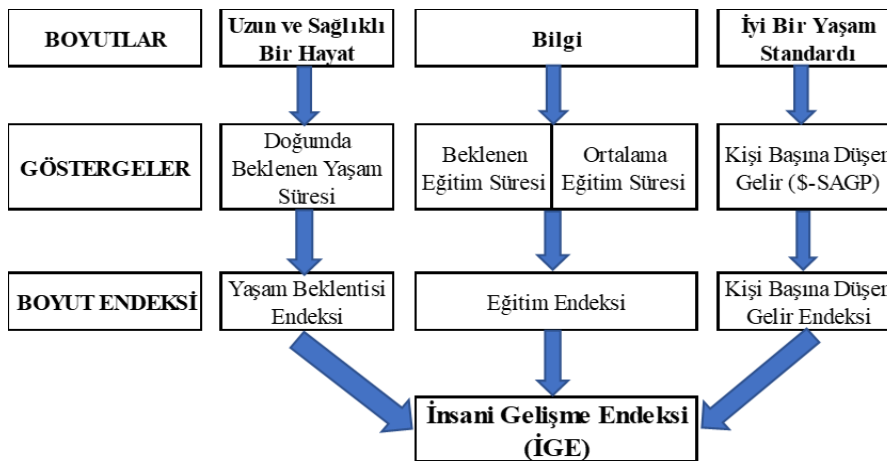 BOYUTLAR
Uzun ve Sağlıklı
Bir Hayat
Bilgi
İyi Bir Yaşam
Standardı
GÖSTERGELER
Doğumda
Beklenen Yaşam
Süresi
Beklenen
Eğitim Süresi
Ortalama
Eğitim Süresi
Kişi Başına Düşen
Gelir ($-SAGP)
BOYUT ENDEKSİ
Yaşam Beklentisi
Endeksi
Eğitim Endeksi
Kişi Başına Düşen
Gelir Endeksi
İnsani Gelişme Endeksi
(İGE)